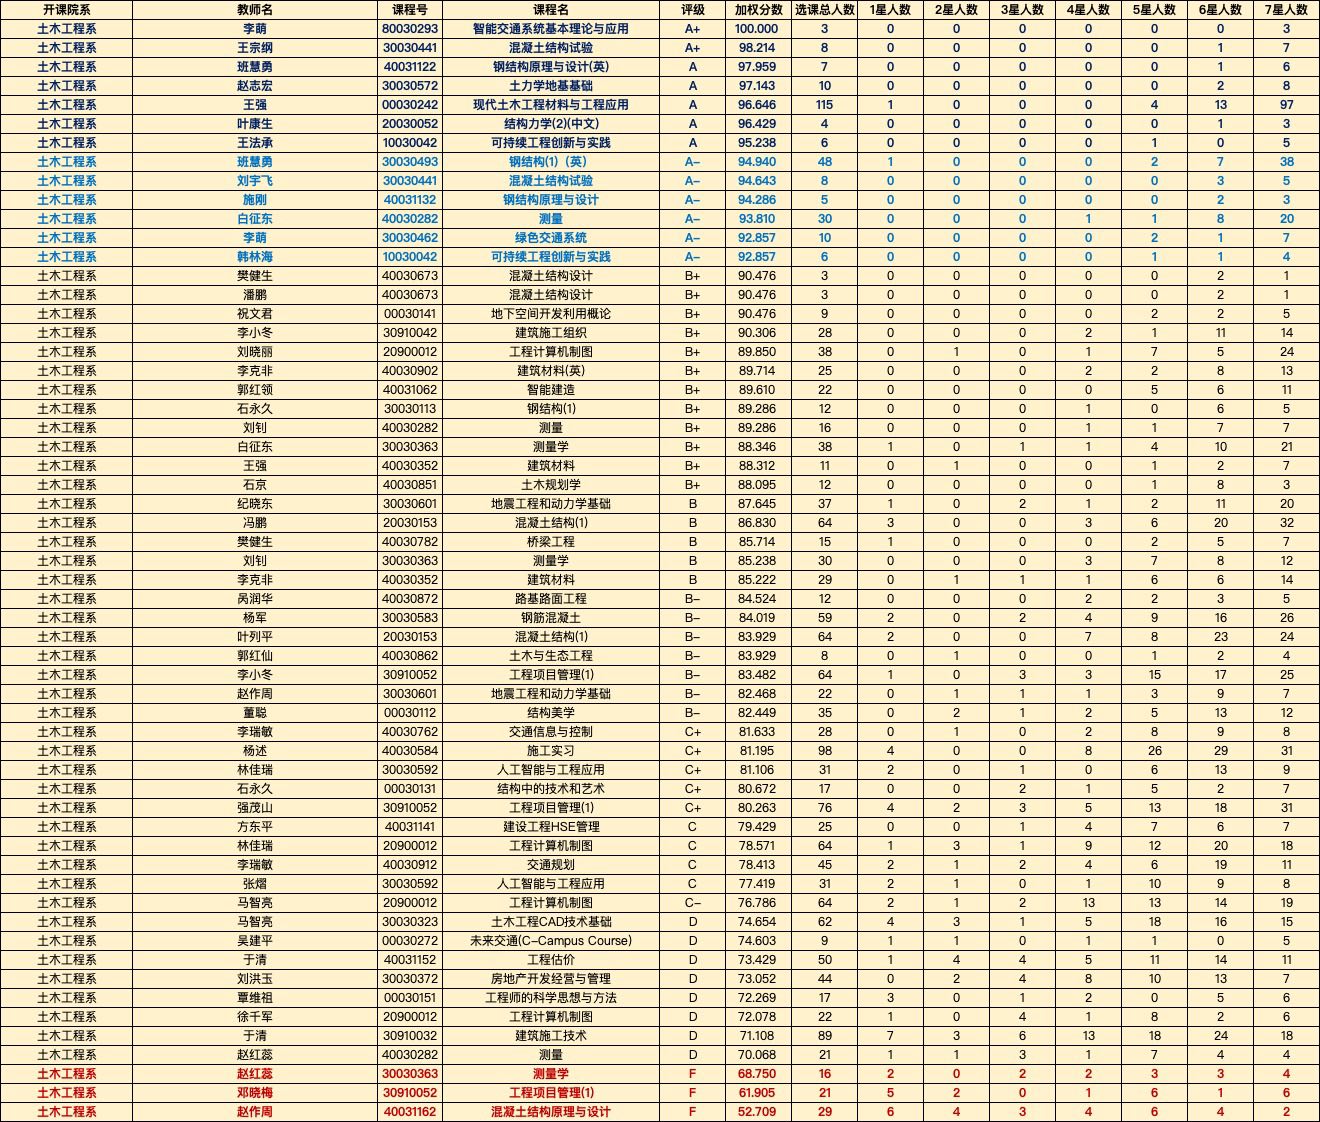 开课院系 教师名 课程号 课程名 评级 加权分数 选课总人数 1星人数 2星人数 3星人数 4星人数 5星人数 6星人数 7星人数
土木工程系 李萌 80030293 智能交通系统基本理论与应用 A+ 100.000 3 0 0 0 0 0 0 3
土木工程系 王宗纲 30030441 混凝土结构试验 A+ 98.214 8 0 0 0 0 0 1 7
土木工程系 班慧勇 40031122 钢结构原理与设计(英) A 97.959 7 0 0 0 0 0 1 6
土木工程系 赵志宏 30030572 土力学地基基础 A 97.143 10 0 0 0 0 0 2 8
土木工程系 王强 00030242 现代土木工程材料与工程应用 A 96.646 115 1 0 0 0 4 13 97
土木工程系 叶康生 20030052 结构力学(2)(中文) A 96.429 4 0 0 0 0 0 1 3
土木工程系 王法承 10030042 可持续工程创新与实践 A 95.238 6 0 0 0 0 1 0 5
土木工程系 班慧勇 30030493 钢结构(1)（英） A− 94.940 48 1 0 0 0 2 7 38
土木工程系 刘宇飞 30030441 混凝土结构试验 A− 94.643 8 0 0 0 0 0 3 5
土木工程系 施刚 40031132 钢结构原理与设计 A− 94.286 5 0 0 0 0 0 2 3
土木工程系 白征东 40030282 测量 A− 93.810 30 0 0 0 1 1 8 20
土木工程系 李萌 30030462 绿色交通系统 A− 92.857 10 0 0 0 0 2 1 7
土木工程系 韩林海 10030042 可持续工程创新与实践 A− 92.857 6 0 0 0 0 1 1 4
土木工程系 樊健生 40030673 混凝土结构设计 B+ 90.476 3 0 0 0 0 0 2 1
土木工程系 潘鹏 40030673 混凝土结构设计 B+ 90.476 3 0 0 0 0 0 2 1
土木工程系 祝文君 00030141 地下空间开发利用概论 B+ 90.476 9 0 0 0 0 2 2 5
土木工程系 李小冬 30910042 建筑施工组织 B+ 90.306 28 0 0 0 2 1 11 14
土木工程系 刘晓丽 20900012 工程计算机制图 B+ 89.850 38 0 1 0 1 7 5 24
土木工程系 李克非 40030902 建筑材料(英) B+ 89.714 25 0 0 0 2 2 8 13
土木工程系 郭红领 40031062 智能建造 B+ 89.610 22 0 0 0 0 5 6 11
土木工程系 石永久 30030113 钢结构(1) B+ 89.286 12 0 0 0 1 0 6 5
土木工程系 刘钊 40030282 测量 B+ 89.286 16 0 0 0 1 1 7 7
土木工程系 白征东 30030363 测量学 B+ 88.346 38 1 0 1 1 4 10 21
土木工程系 王强 40030352 建筑材料 B+ 88.312 11 0 1 0 0 1 2 7
土木工程系 石京 40030851 土木规划学 B+ 88.095 12 0 0 0 0 1 8 3
土木工程系 纪晓东 30030601 地震工程和动力学基础 B 87.645 37 1 0 2 1 2 11 20
土木工程系 冯鹏 20030153 混凝土结构(1) B 86.830 64 3 0 0 3 6 20 32
土木工程系 樊健生 40030782 桥梁工程 B 85.714 15 1 0 0 0 2 5 7
土木工程系 刘钊 30030363 测量学 B 85.238 30 0 0 0 3 7 8 12
土木工程系 李克非 40030352 建筑材料 B 85.222 29 0 1 1 1 6 6 14
土木工程系 呙润华 40030872 路基路面工程 B− 84.524 12 0 0 0 2 2 3 5
土木工程系 杨军 30030583 钢筋混凝土 B− 84.019 59 2 0 2 4 9 16 26
土木工程系 叶列平 20030153 混凝土结构(1) B− 83.929 64 2 0 0 7 8 23 24
土木工程系 郭红仙 40030862 土木与生态工程 B− 83.929 8 0 1 0 0 1 2 4
土木工程系 李小冬 30910052 工程项目管理(1) B− 83.482 64 1 0 3 3 15 17 25
土木工程系 赵作周 30030601 地震工程和动力学基础 B− 82.468 22 0 1 1 1 3 9 7
土木工程系 董聪 00030112 结构美学 B− 82.449 35 0 2 1 2 5 13 12
土木工程系 李瑞敏 40030762 交通信息与控制 C+ 81.633 28 0 1 0 2 8 9 8
土木工程系 杨述 40030584 施工实习 C+ 81.195 98 4 0 0 8 26 29 31
土木工程系 林佳瑞 30030592 人工智能与工程应用 C+ 81.106 31 2 0 1 0 6 13 9
土木工程系 石永久 00030131 结构中的技术和艺术 C+ 80.672 17 0 0 2 1 5 2 7
土木工程系 强茂山 30910052 工程项目管理(1) C+ 80.263 76 4 2 3 5 13 18 31
土木工程系 方东平 40031141 建设工程HSE管理 C 79.429 25 0 0 1 4 7 6 7
土木工程系 林佳瑞 20900012 工程计算机制图 C 78.571 64 1 3 1 9 12 20 18
土木工程系 李瑞敏 40030912 交通规划 C 78.413 45 2 1 2 4 6 19 11
土木工程系 张熠 30030592 人工智能与工程应用 C 77.419 31 2 1 0 1 10 9 8
土木工程系 马智亮 20900012 工程计算机制图 C− 76.786 64 2 1 2 13 13 14 19
土木工程系 马智亮 30030323 土木工程CAD技术基础 D 74.654 62 4 3 1 5 18 16 15
土木工程系 吴建平 00030272 未来交通(C−Campus Course) D 74.603 9 1 1 0 1 1 0 5
土木工程系 于清 40031152 工程估价 D 73.429 50 1 4 4 5 11 14 11
土木工程系 刘洪玉 30030372 房地产开发经营与管理 D 73.052 44 0 2 4 8 10 13 7
土木工程系 覃维祖 00030151 工程师的科学思想与方法 D 72.269 17 3 0 1 2 0 5 6
土木工程系 徐千军 20900012 工程计算机制图 D 72.078 22 1 0 4 1 8 2 6
土木工程系 于清 30910032 建筑施工技术 D 71.108 89 7 3 6 13 18 24 18
土木工程系 赵红蕊 40030282 测量 D 70.068 21 1 1 3 1 7 4 4
土木工程系 赵红蕊 30030363 测量学 F 68.750 16 2 0 2 2 3 3 4
土木工程系 邓晓梅 30910052 工程项目管理(1) F 61.905 21 5 2 0 1 6 1 6
土木工程系 赵作周 40031162 混凝土结构原理与设计 F 52.709 29 6 4 3 4 6 4 2